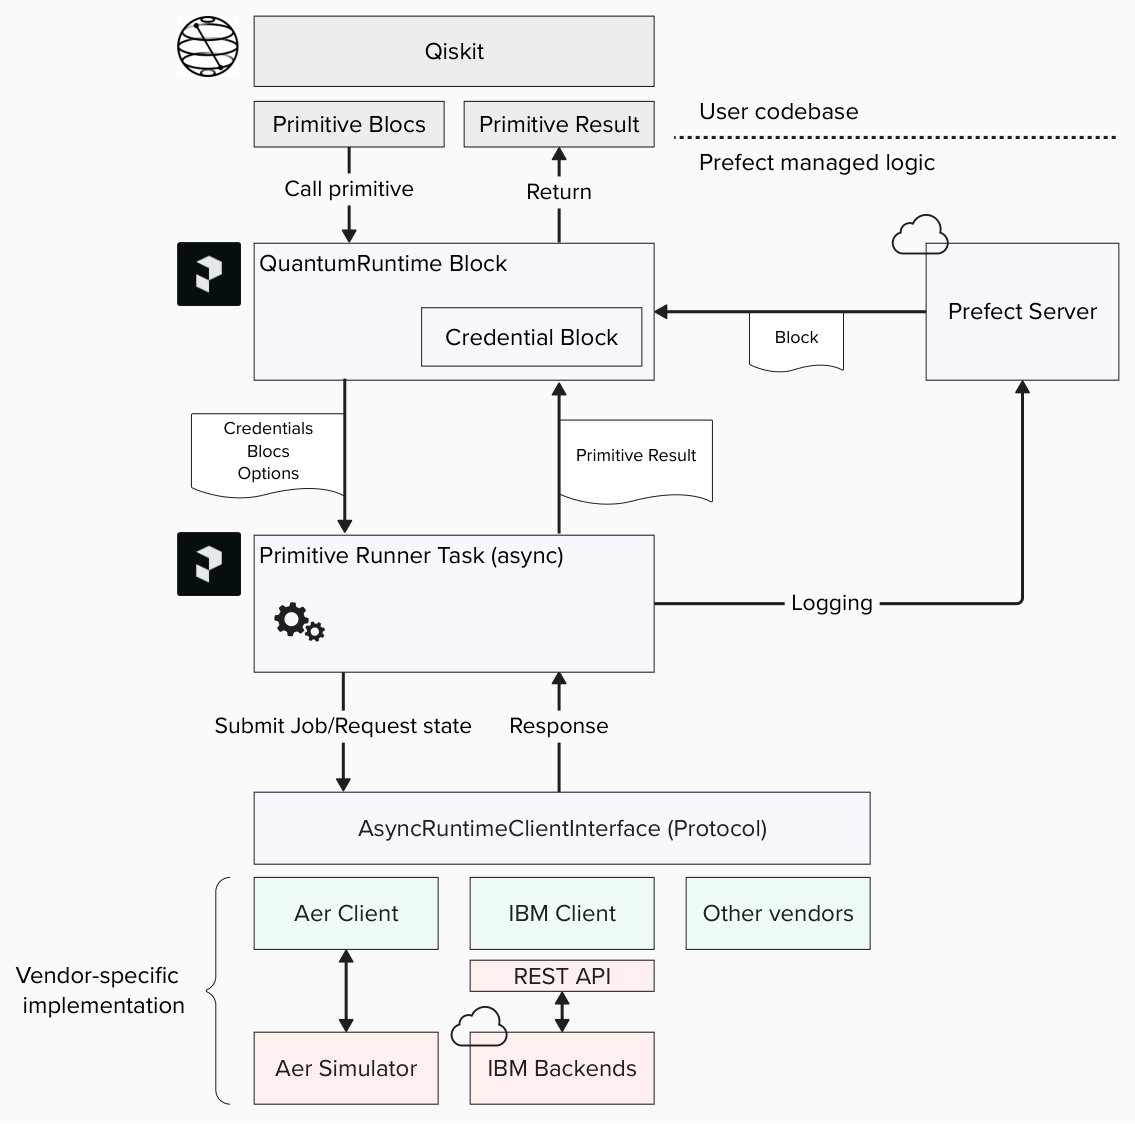 Qiskit
Primitive Blocs
Primitive Result
User codebase
Prefect managed logic
Call primitive
Return
QuantumRuntime Block
Credential Block
Block
Prefect Server
Credentials
Blocs
Options
Primitive Result
Primitive Runner Task (async)
Logging
Submit Job/Request state
Response
AsyncRuntimeClientInterface (Protocol)
Aer Client
IBM Client
Other vendors
Vendor-specific
implementation
REST API
Aer Simulator
IBM Backends